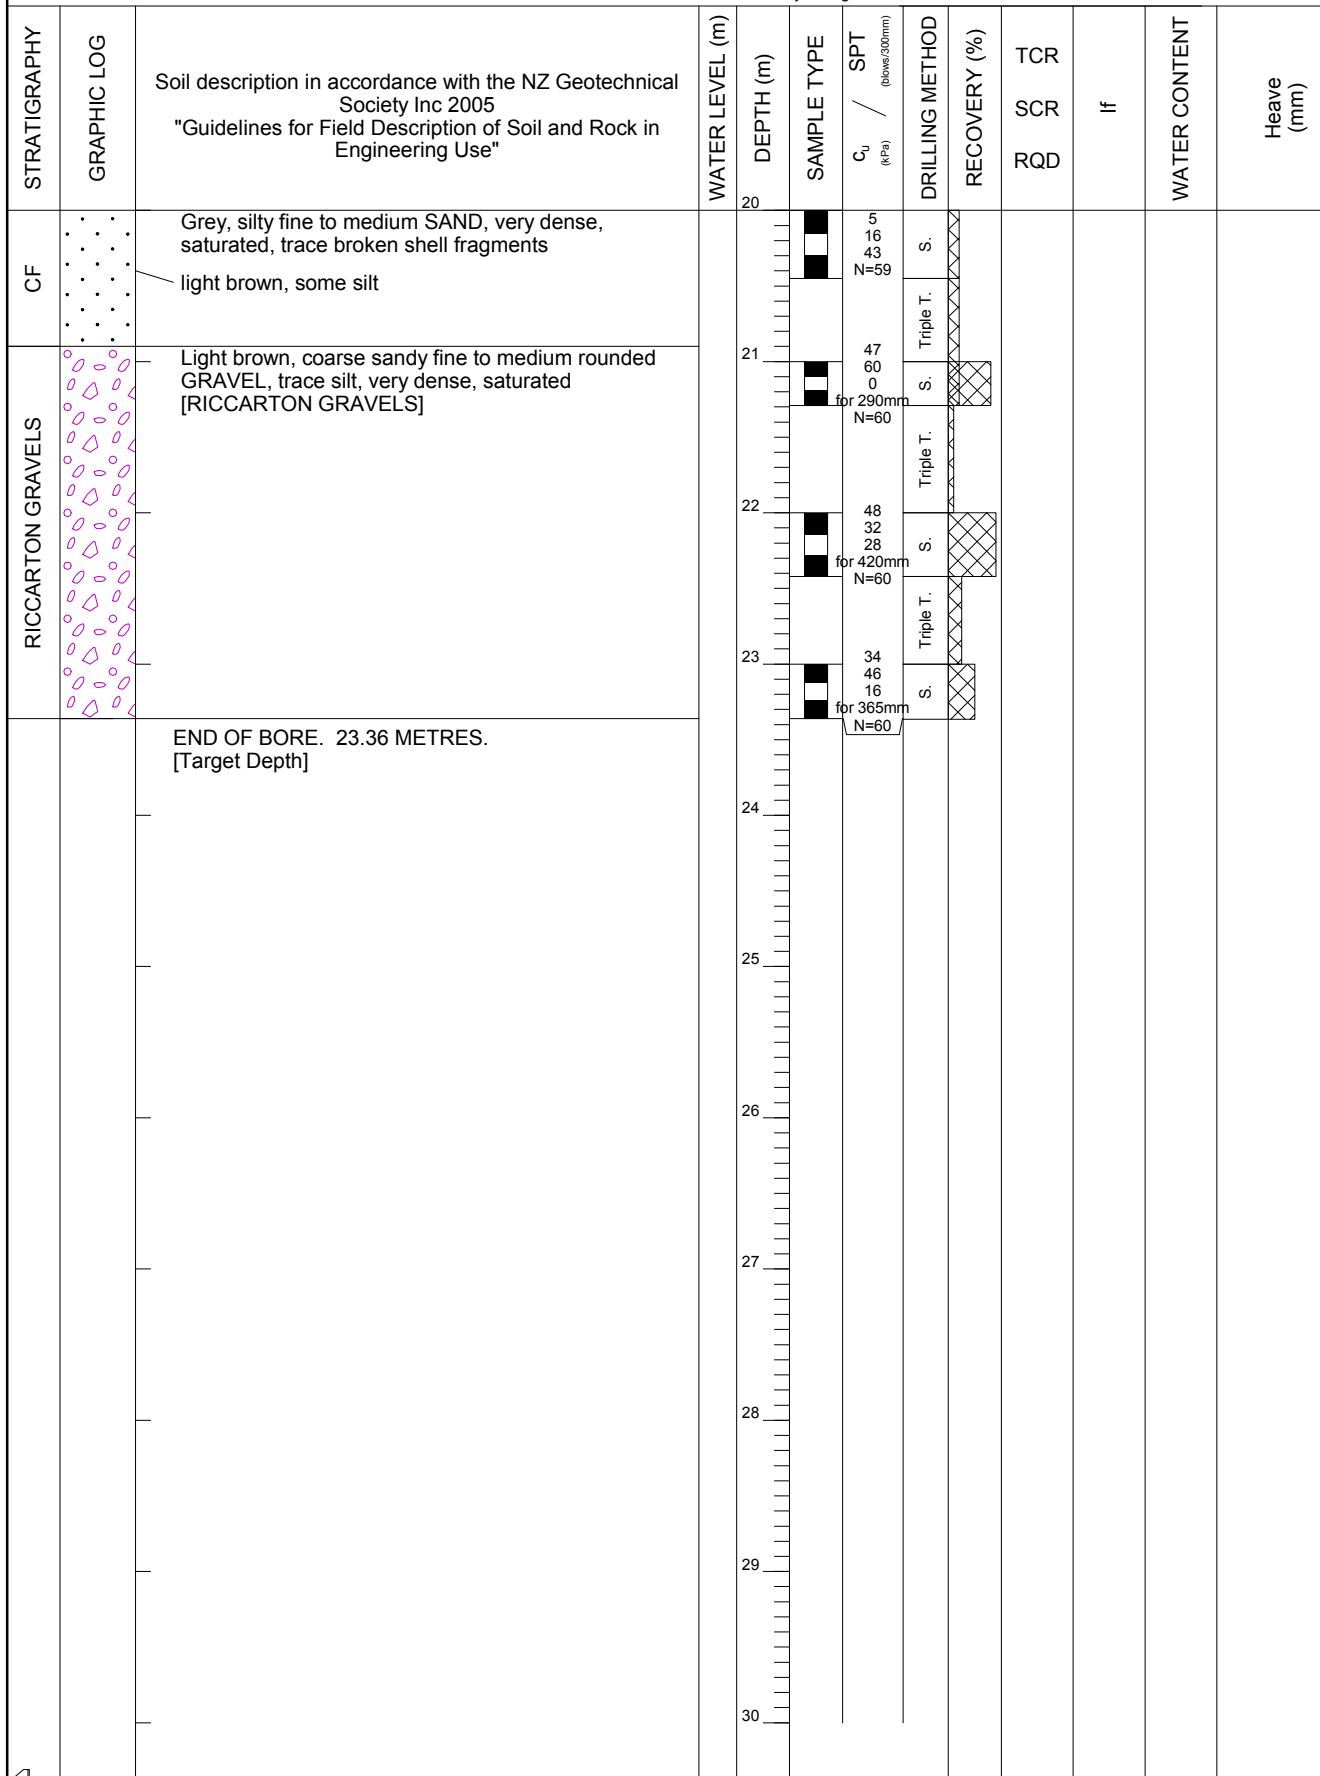 STRATIGRAPHY
GRAPHIC LOG
Soil description in accordance with the NZ Geotechnical
Society Inc 2005
"Guidelines for Field Description of Soil and Rock in
Engineering Use"
WATER LEVEL (m)
DEPTH (m)
SAMPLE TYPE
SPT (blows/300mm)
/
cu (kPa)
DRILLING METHOD
RECOVERY (%)
TCR
SCR
RQD
If
WATER CONTENT
Heave
(mm)
CF
Grey, silty fine to medium SAND, very dense,
saturated, trace broken shell fragments
light brown, some silt
20
5
16
43
N=59
S.
Triple T.
RICCARTON GRAVELS
Light brown, coarse sandy fine to medium rounded
GRAVEL, trace silt, very dense, saturated
[RICCARTON GRAVELS]
21
47
60
0
for 290mm
N=60
S.
Triple T.
22
48
32
28
for 420mm
N=60
S.
Triple T.
23
34
46
16
for 365mm
N=60
S.
END OF BORE. 23.36 METRES.
[Target Depth]
24
25
26
27
28
29
30